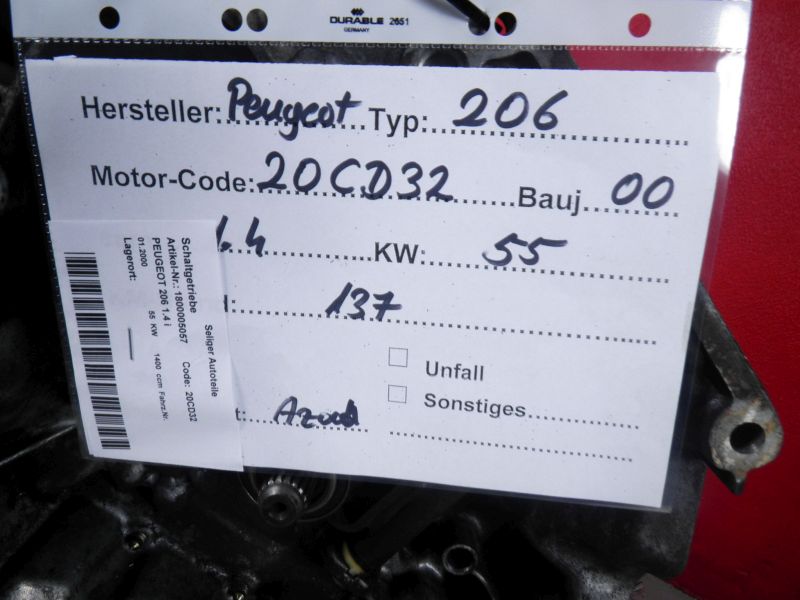 DURABLE 2651
GERMANY
Hersteller: Peugeot Typ: 206
Motor-Code: 20CD32 Bauj. 00
1.4 KW: 55
137
Unfall
Sonstiges
t:
Seliger Autoteile
Schaltgetriebe
Artikel-Nr.: 1800005057 Code: 20CD32
PEUGEOT 206 1.4 i
01.2000 55 KW 1400 ccm Fahrz.Nr.
Lagerort: